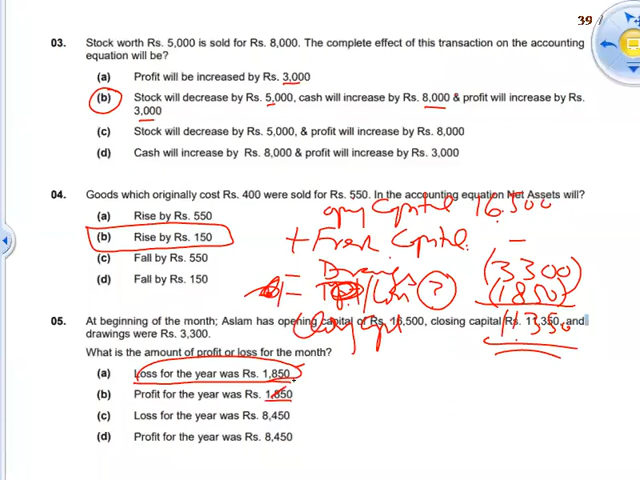 39 /
03. Stock worth Rs. 5,000 is sold for Rs. 8,000. The complete effect of this transaction on the accounting
equation will be?
(a) Profit will be increased by Rs. 3,000
(b) Stock will decrease by Rs. 5,000, cash will increase by Rs. 8,000 & profit will increase by Rs.
3,000
(c) Stock will decrease by Rs. 5,000, & profit will increase by Rs. 8,000
(d) Cash will increase by Rs. 8,000 & profit will increase by Rs. 3,000
04. Goods which originally cost Rs. 400 were sold for Rs. 550. In the accounting equation Net Assets will?
(a) Rise by Rs. 550
(b) Rise by Rs. 150
(c) Fall by Rs. 550
(d) Fall by Rs. 150
Capital 16,500
+ Fresh Capital. –
– Drawings (3300)
/ Loss ? (1850)
11,350
05. At beginning of the month; Aslam has opening capital of Rs. 16,500, closing capital Rs. 11,350, and
drawings were Rs. 3,300.
What is the amount of profit or loss for the month?
(a) Loss for the year was Rs. 1,850
(b) Profit for the year was Rs. 1,850
(c) Loss for the year was Rs. 8,450
(d) Profit for the year was Rs. 8,450